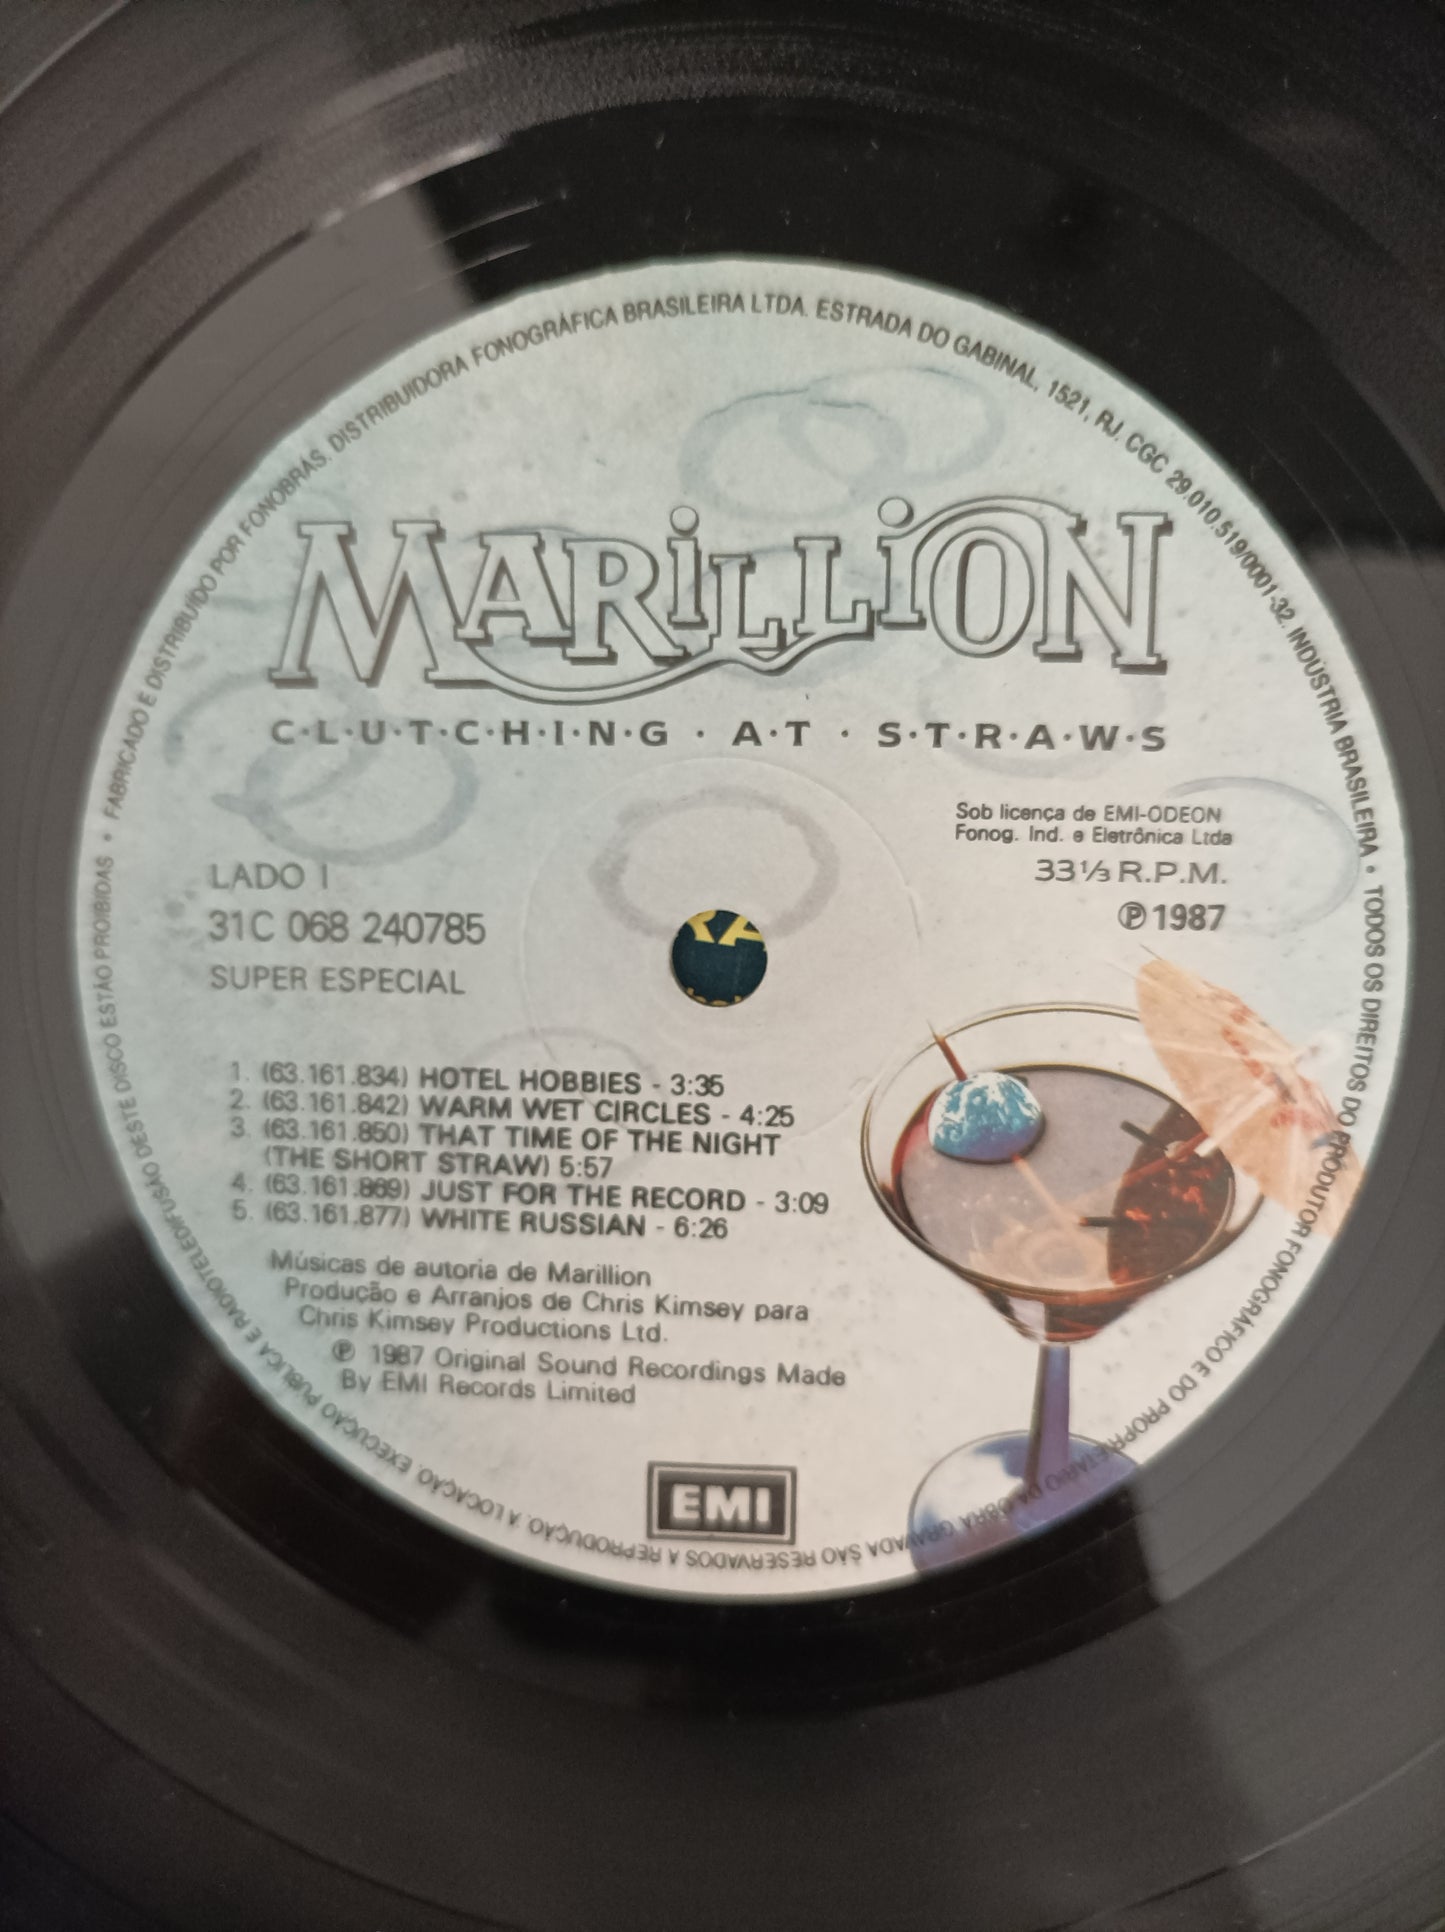 FABRICADO E DISTRIBUÍDO POR FONOBRÁS. DISTRIBUIDORA FONOGRÁFICA BRASILEIRA LTDA. ESTRADA DO GABINAL, 1521, RJ. CGC 29.010.519/0001-32. INDÚSTRIA BRASILEIRA • TODOS OS DIREITOS DO PRODUTOR FONOGRÁFICO E DO PROPRIETÁRIO DA OBRA GRAVADA SÃO RESERVADOS A REPRODUÇÃO, A LOCAÇÃO, EXECUÇÃO PÚBLICA E RADIOTELEDIFUSÃO DESTE DISCO ESTÃO PROIBIDAS •
MARILLION
C·L·U·T·C·H·I·N·G · A·T · S·T·R·A·W·S
Sob licença de EMI-ODEON
Fonog. Ind. e Eletrônica Ltda
33⅓ R.P.M.
℗ 1987
LADO I
31C 068 240785
SUPER ESPECIAL
RA
1. (63.161.834) HOTEL HOBBIES - 3:35
2. (63.161.842) WARM WET CIRCLES - 4:25
3. (63.161.850) THAT TIME OF THE NIGHT
(THE SHORT STRAW) 5:57
4. (63.161.869) JUST FOR THE RECORD - 3:09
5. (63.161.877) WHITE RUSSIAN - 6:26
Músicas de autoria de Marillion
Produção e Arranjos de Chris Kimsey para
Chris Kimsey Productions Ltd.
℗ 1987 Original Sound Recordings Made
By EMI Records Limited
EMI